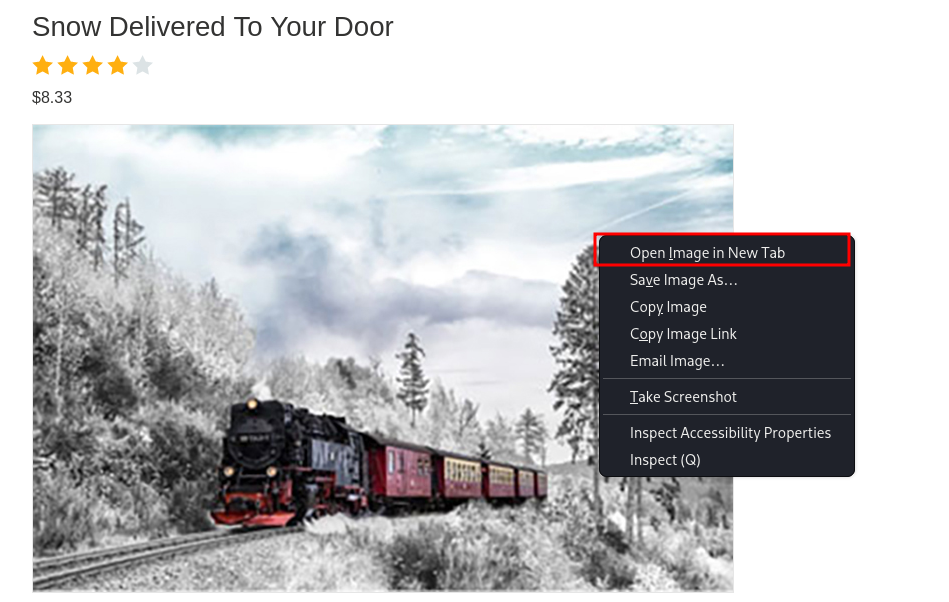 Snow Delivered To Your Door
$8.33
Open Image in New Tab
Save Image As…
Copy Image
Copy Image Link
Email Image…
Take Screenshot
Inspect Accessibility Properties
Inspect (Q)